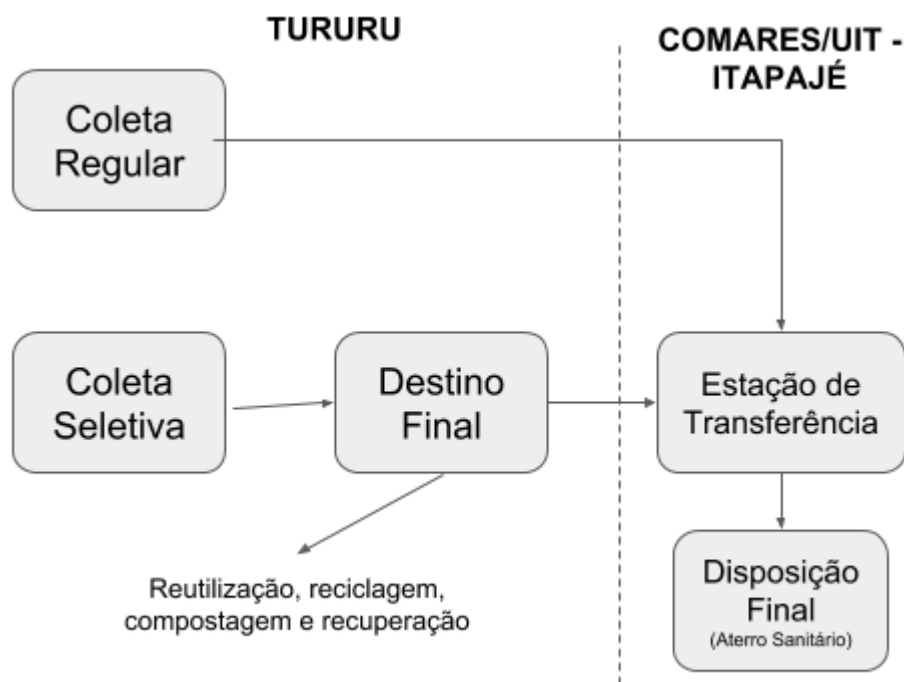 TURURU
COMARES/UIT -
ITAPAJÉ
Coleta
Regular
Coleta
Seletiva
Destino
Final
Estação de
Transferência
Reutilização, reciclagem,
compostagem e recuperação
Disposição
Final
(Aterro Sanitário)